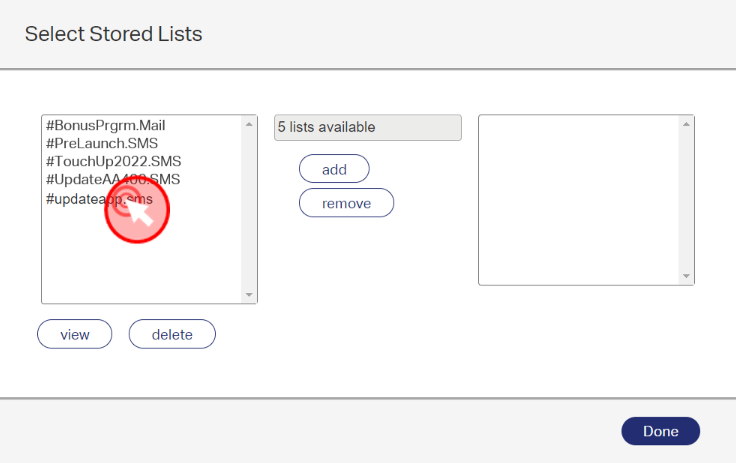 Select Stored Lists
#BonusPrgrm.Mail
#PreLaunch.SMS
#TouchUp2022.SMS
#UpdateAA400.SMS
#updateapp.sms
5 lists available
add
remove
view
delete
Done